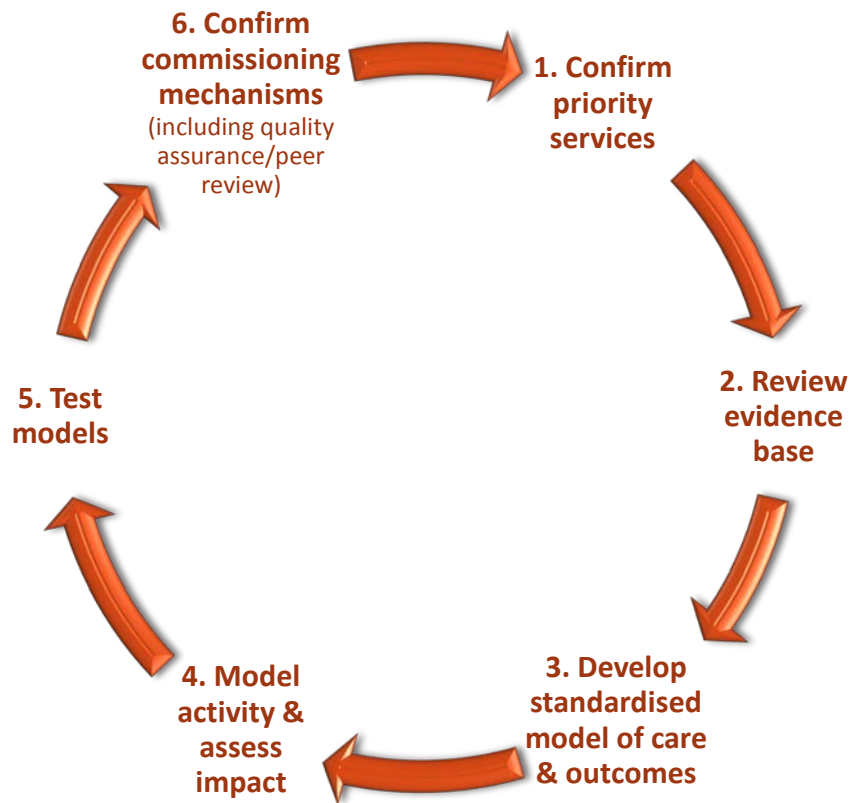 1. Confirm
priority
services
2. Review
evidence
base
3. Develop
standardised
model of care
& outcomes
4. Model
activity &
assess
impact
5. Test
models
6. Confirm
commissioning
mechanisms
(including quality
assurance/peer
review)